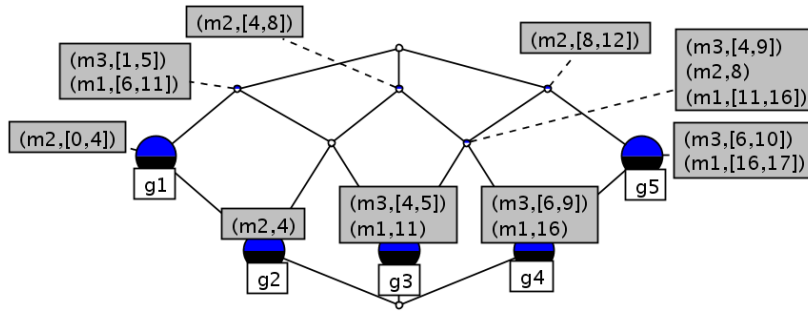 (m2,[4,8])
(m2,[8,12])
(m3,[1,5])
(m1,[6,11])
(m3,[4,9])
(m2,8)
(m1,[11,16])
(m2,[0,4])
(m3,[6,10])
(m1,[16,17])
g1
g5
(m2,4)
(m3,[4,5])
(m1,11)
(m3,[6,9])
(m1,16)
g2
g3
g4